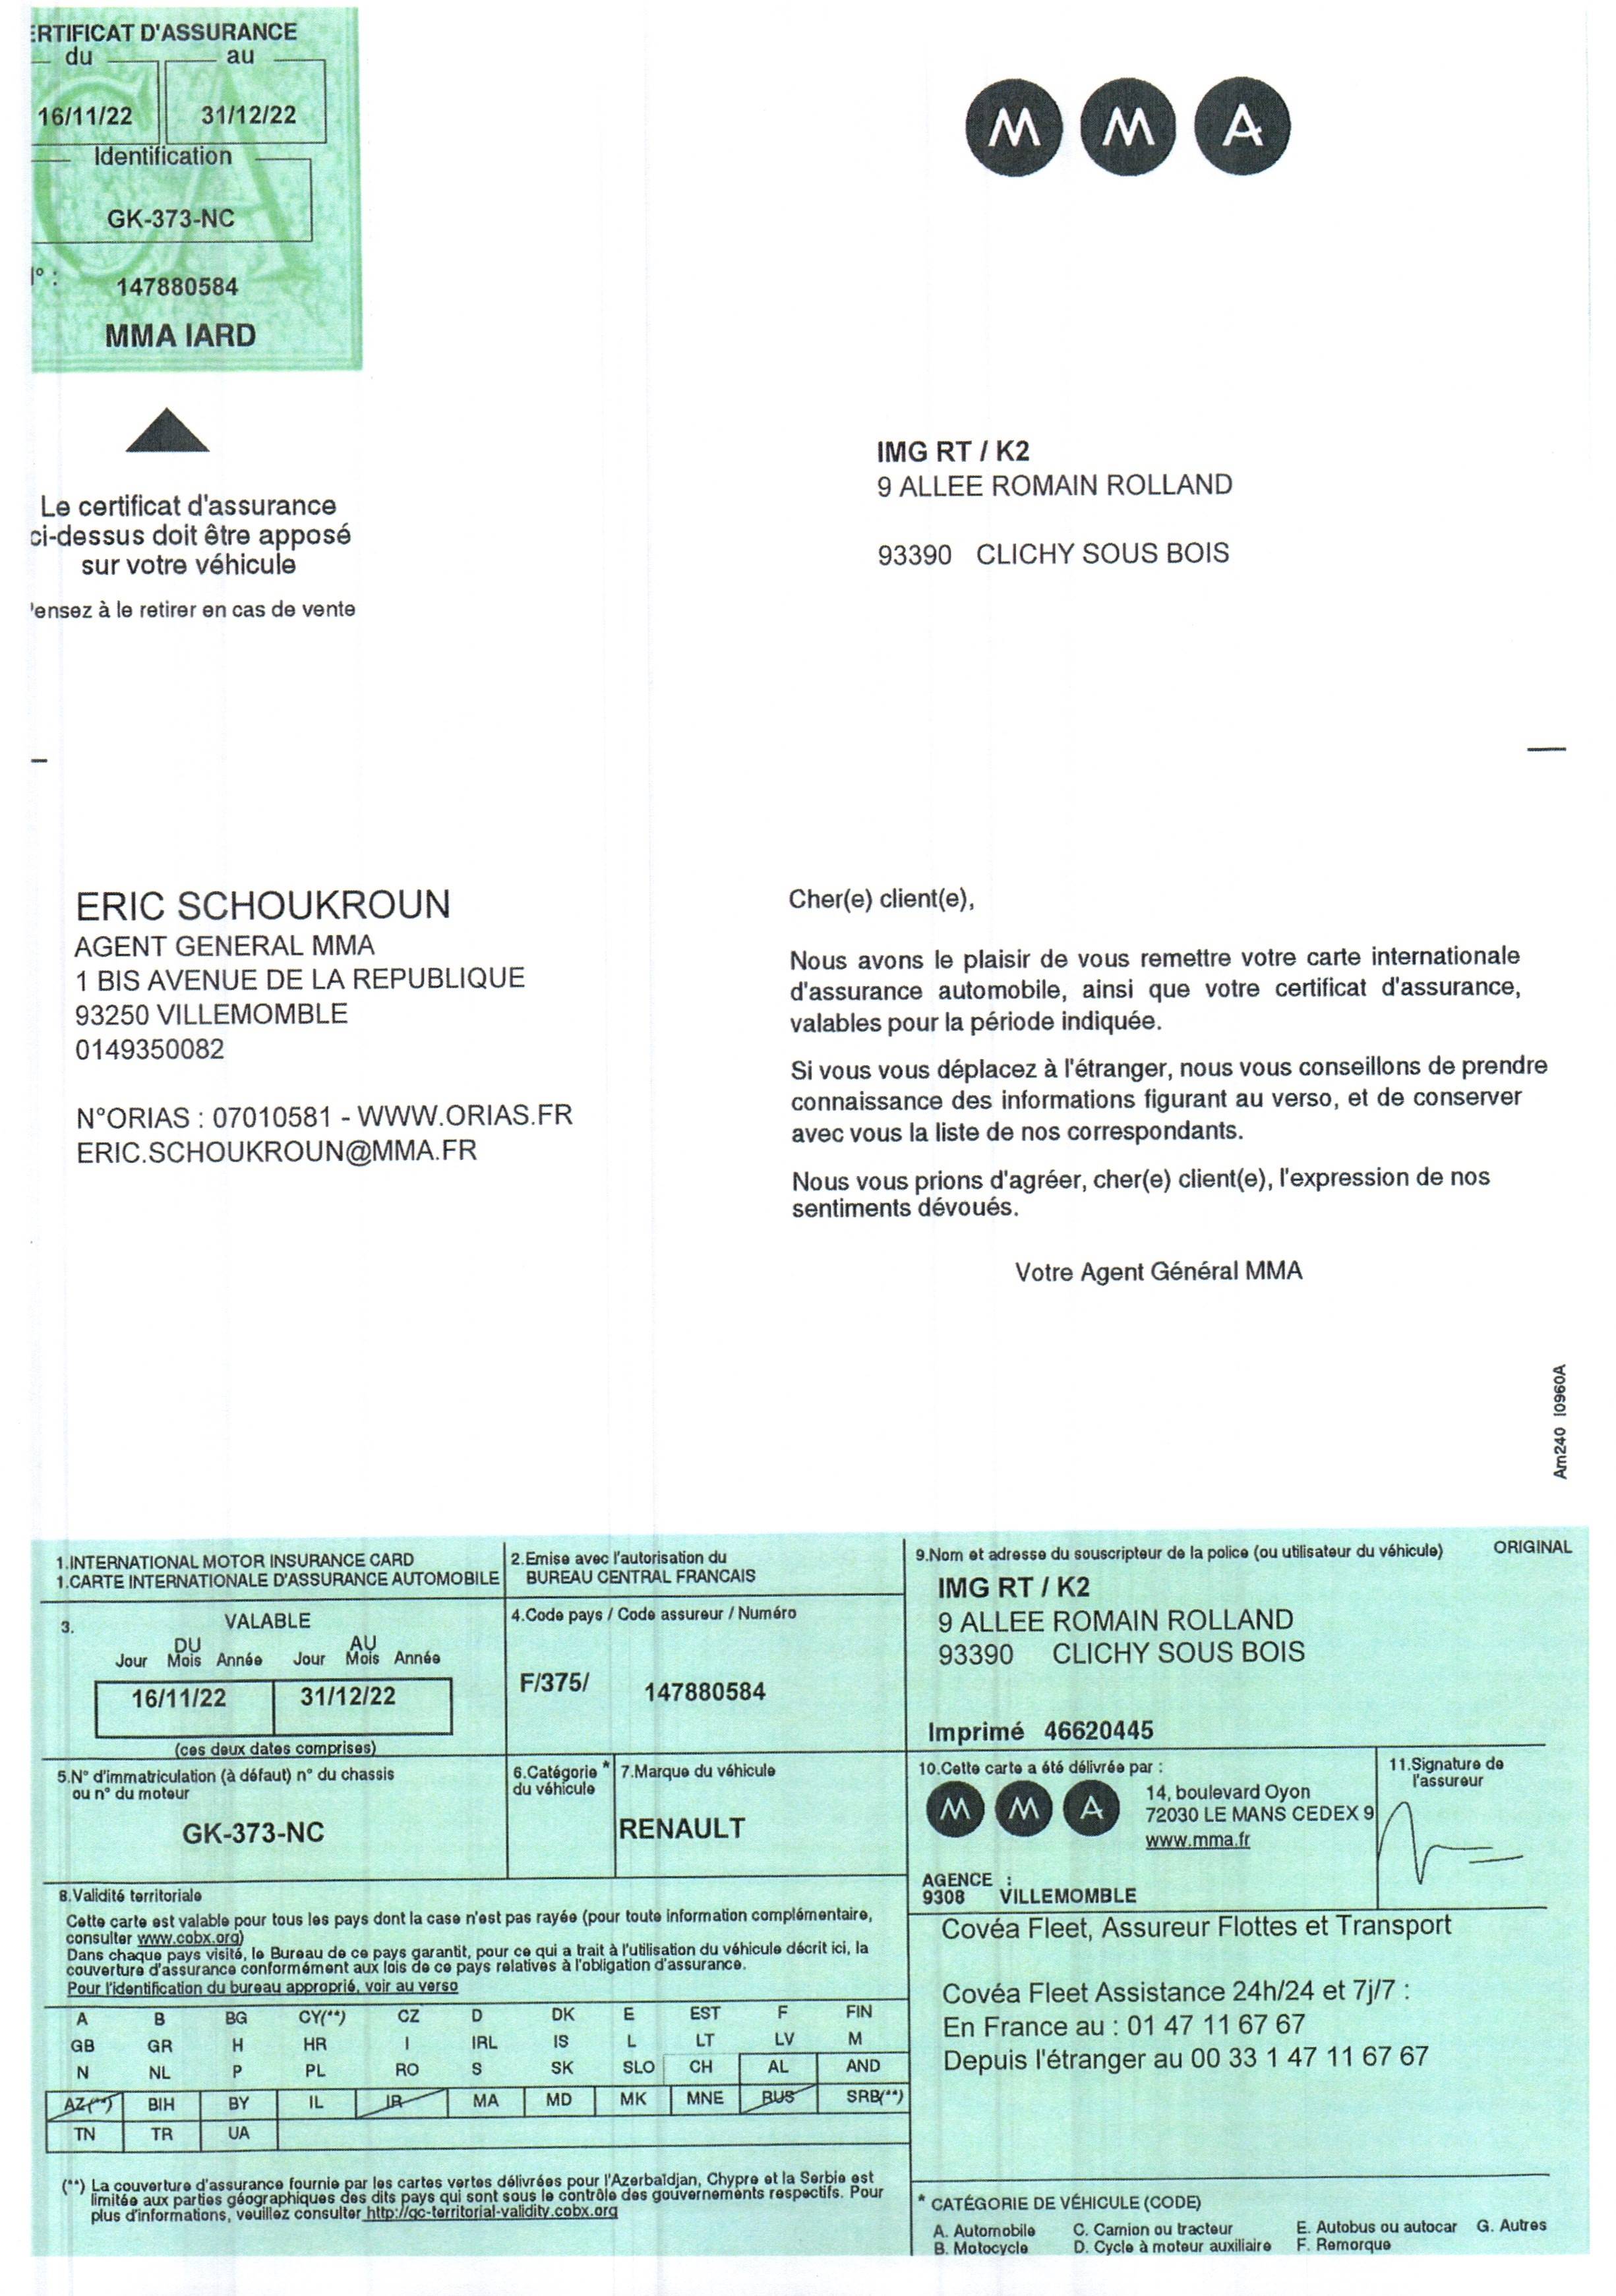 ERTIFICAT D'ASSURANCE
du au
16/11/22 31/12/22
Identification
GK-373-NC
N° : 147880584
MMA IARD
Le certificat d'assurance
ci-dessus doit être apposé
sur votre véhicule
Pensez à le retirer en cas de vente
MMA
IMG RT / K2
9 ALLEE ROMAIN ROLLAND
93390 CLICHY SOUS BOIS
ERIC SCHOUKROUN
AGENT GENERAL MMA
1 BIS AVENUE DE LA REPUBLIQUE
93250 VILLEMOMBLE
0149350082
N°ORIAS : 07010581 - WWW.ORIAS.FR
ERIC.SCHOUKROUN@MMA.FR
Cher(e) client(e),
Nous avons le plaisir de vous remettre votre carte internationale
d'assurance automobile, ainsi que votre certificat d'assurance,
valables pour la période indiquée.
Si vous vous déplacez à l'étranger, nous vous conseillons de prendre
connaissance des informations figurant au verso, et de conserver
avec vous la liste de nos correspondants.
Nous vous prions d'agréer, cher(e) client(e), l'expression de nos
sentiments dévoués.
Votre Agent Général MMA
Am240 I0960A
1.INTERNATIONAL MOTOR INSURANCE CARD
1.CARTE INTERNATIONALE D'ASSURANCE AUTOMOBILE
2.Emise avec l'autorisation du
BUREAU CENTRAL FRANCAIS
3. VALABLE
DU AU
Jour Mois Année Jour Mois Année
16/11/22 31/12/22
(ces deux dates comprises)
4.Code pays / Code assureur / Numéro
F/375/ 147880584
5.N° d'immatriculation (à défaut) n° du chassis
ou n° du moteur
GK-373-NC
6.Catégorie *
du véhicule
7.Marque du véhicule
RENAULT
8.Validité territoriale
Cette carte est valable pour tous les pays dont la case n'est pas rayée (pour toute information complémentaire,
consulter www.cobx.org)
Dans chaque pays visité, le Bureau de ce pays garantit, pour ce qui a trait à l'utilisation du véhicule décrit ici, la
couverture d'assurance conformément aux lois de ce pays relatives à l'obligation d'assurance.
Pour l'identification du bureau approprié, voir au verso
A B BG CY(**) CZ D DK E EST F FIN
GB GR H HR I IRL IS L LT LV M
N NL P PL RO S SK SLO CH AL AND
AZ(**) BIH BY IL IR MA MD MK MNE RUS SRB(**)
TN TR UA
(**) La couverture d'assurance fournie par les cartes vertes délivrées pour l'Azerbaïdjan, Chypre et la Serbie est
limitée aux parties géographiques des dits pays qui sont sous le contrôle des gouvernements respectifs. Pour
plus d'informations, veuillez consulter http://gc-territorial-validity.cobx.org
9.Nom et adresse du souscripteur de la police (ou utilisateur du véhicule) ORIGINAL
IMG RT / K2
9 ALLEE ROMAIN ROLLAND
93390 CLICHY SOUS BOIS
Imprimé 46620445
10.Cette carte a été délivrée par :
MMA
14, boulevard Oyon
72030 LE MANS CEDEX 9
www.mma.fr
AGENCE :
9308 VILLEMOMBLE
11.Signature de
l'assureur
Covéa Fleet, Assureur Flottes et Transport
Covéa Fleet Assistance 24h/24 et 7j/7 :
En France au : 01 47 11 67 67
Depuis l'étranger au 00 33 1 47 11 67 67
* CATÉGORIE DE VÉHICULE (CODE)
A. Automobile C. Camion ou tracteur E. Autobus ou autocar G. Autres
B. Motocycle D. Cycle à moteur auxiliaire F. Remorque